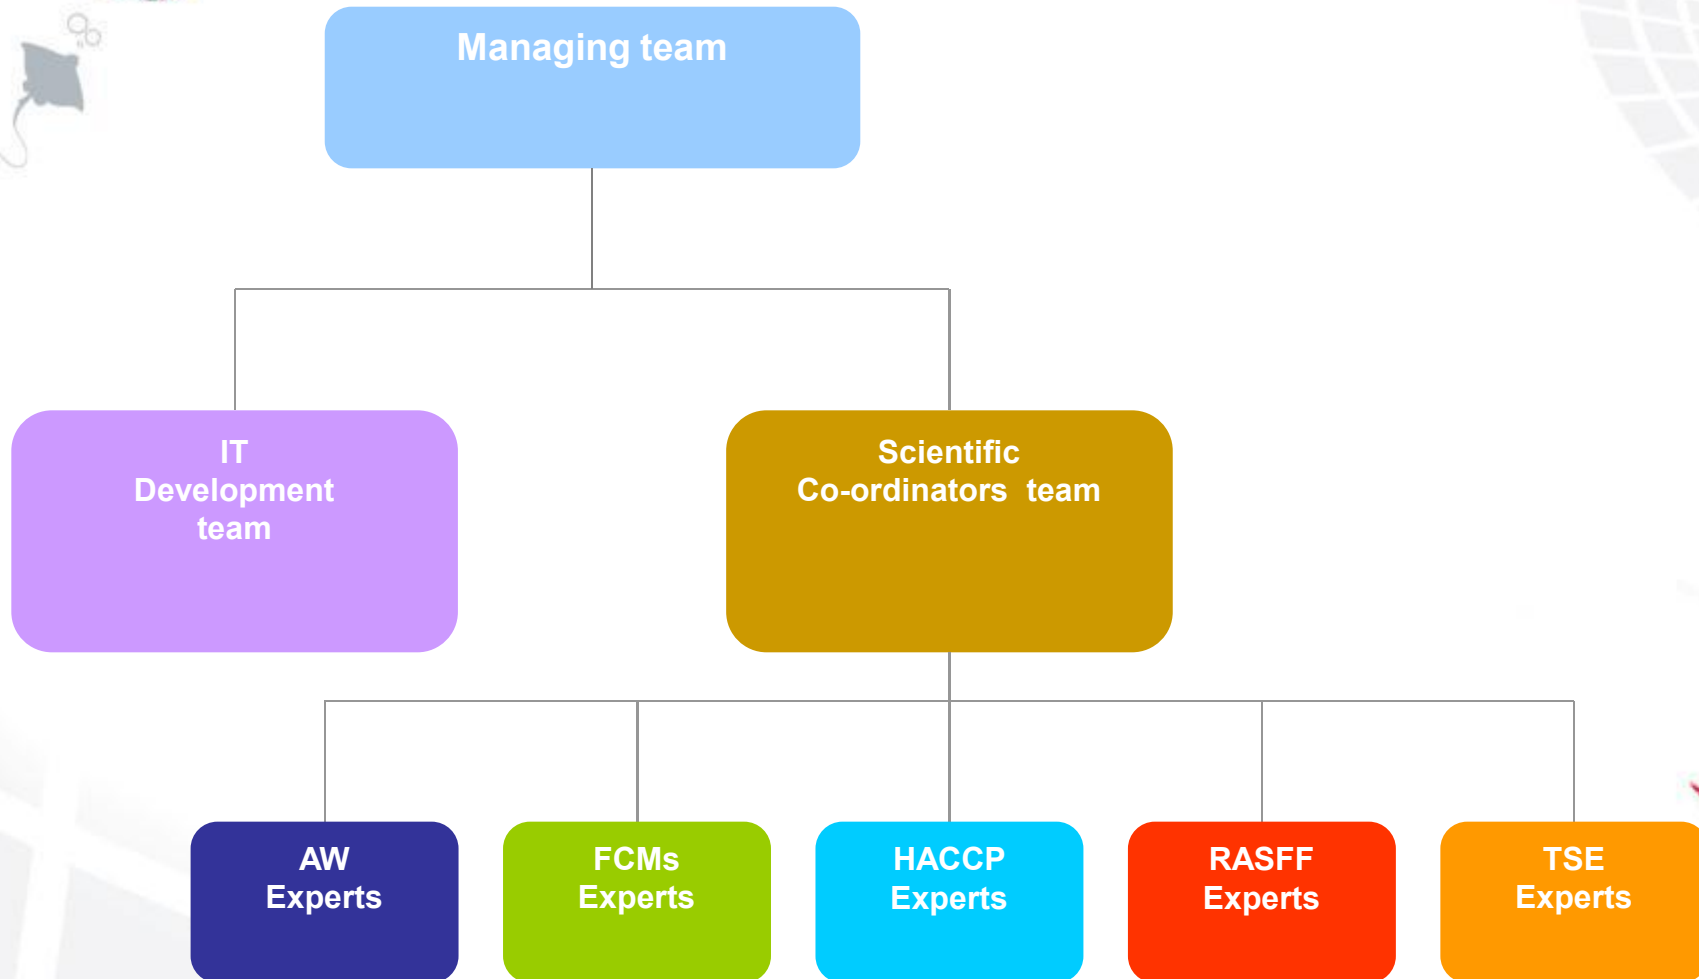 Managing team
IT
Development
team
Scientific
Co-ordinators  team
AW
Experts
FCMs
Experts
HACCP
Experts
RASFF
Experts
TSE
Experts